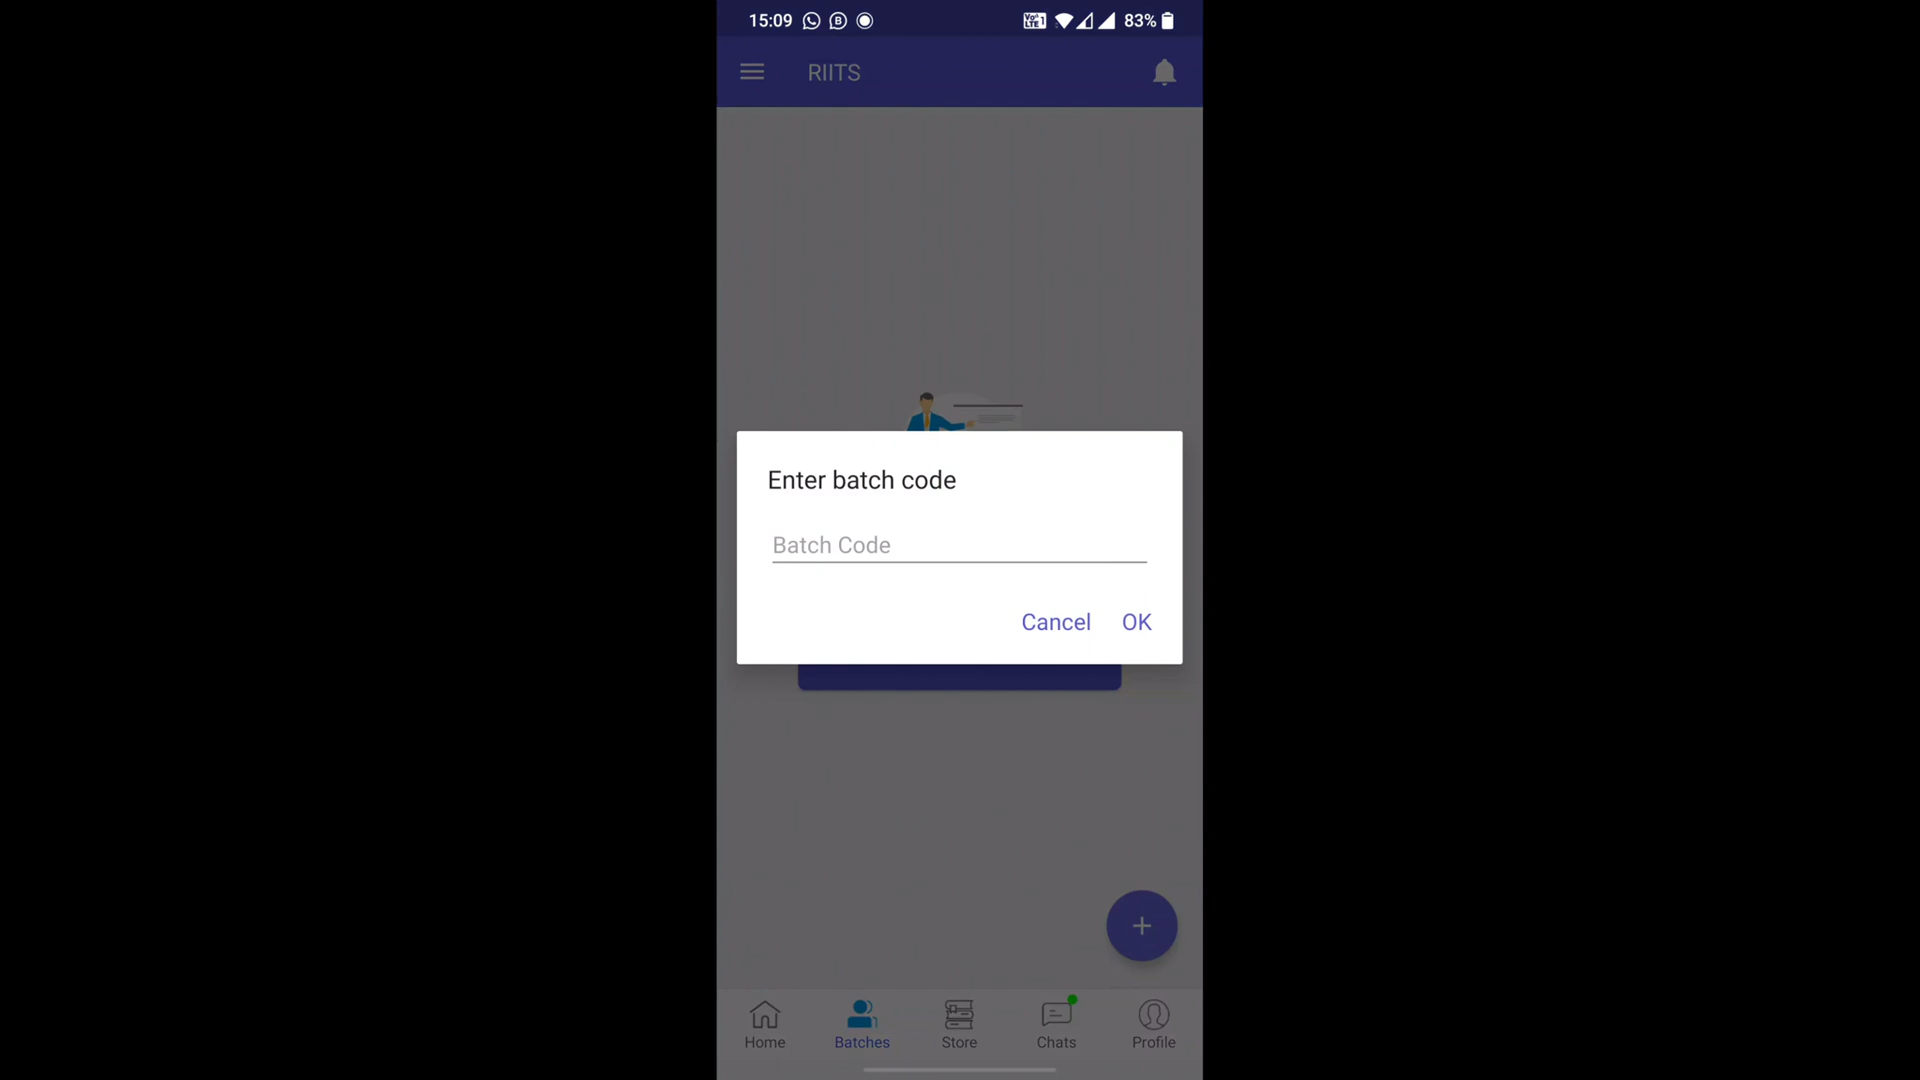 15:09 83%
RIITS
Enter batch code
Batch Code
Cancel OK
Home Batches Store Chats Profile